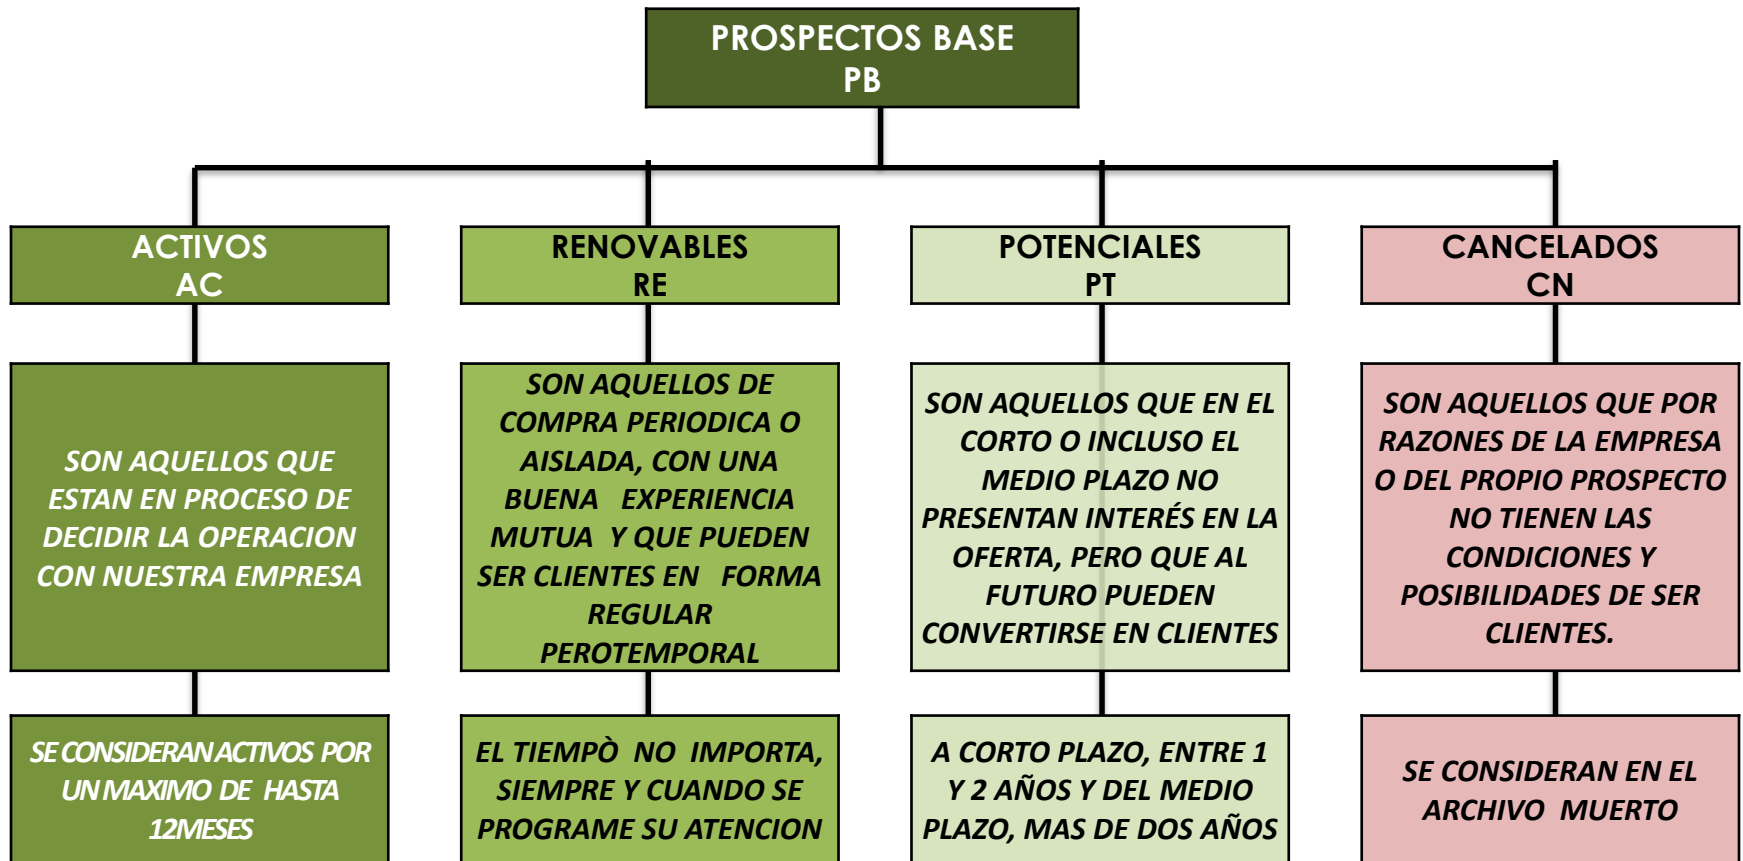 PROSPECTOS BASE
PB
ACTIVOS
AC
RENOVABLES
RE
POTENCIALES
PT
CANCELADOS
CN
SON AQUELLOS QUE
ESTAN EN PROCESO DE
DECIDIR LA OPERACION
CON NUESTRA EMPRESA
SON AQUELLOS DE
COMPRA PERIODICA O
AISLADA, CON UNA
BUENA EXPERIENCIA
MUTUA Y QUE PUEDEN
SER CLIENTES EN FORMA
REGULAR
PEROTEMPORAL
SON AQUELLOS QUE EN EL
CORTO O INCLUSO EL
MEDIO PLAZO NO
PRESENTAN INTERÉS EN LA
OFERTA, PERO QUE AL
FUTURO PUEDEN
CONVERTIRSE EN CLIENTES
SON AQUELLOS QUE POR
RAZONES DE LA EMPRESA
O DEL PROPIO PROSPECTO
NO TIENEN LAS
CONDICIONES Y
POSIBILIDADES DE SER
CLIENTES.
SE CONSIDERAN ACTIVOS POR
UN MAXIMO DE HASTA
12MESES
EL TIEMPÒ NO IMPORTA,
SIEMPRE Y CUANDO SE
PROGRAME SU ATENCION
A CORTO PLAZO, ENTRE 1
Y 2 AÑOS Y DEL MEDIO
PLAZO, MAS DE DOS AÑOS
SE CONSIDERAN EN EL
ARCHIVO MUERTO